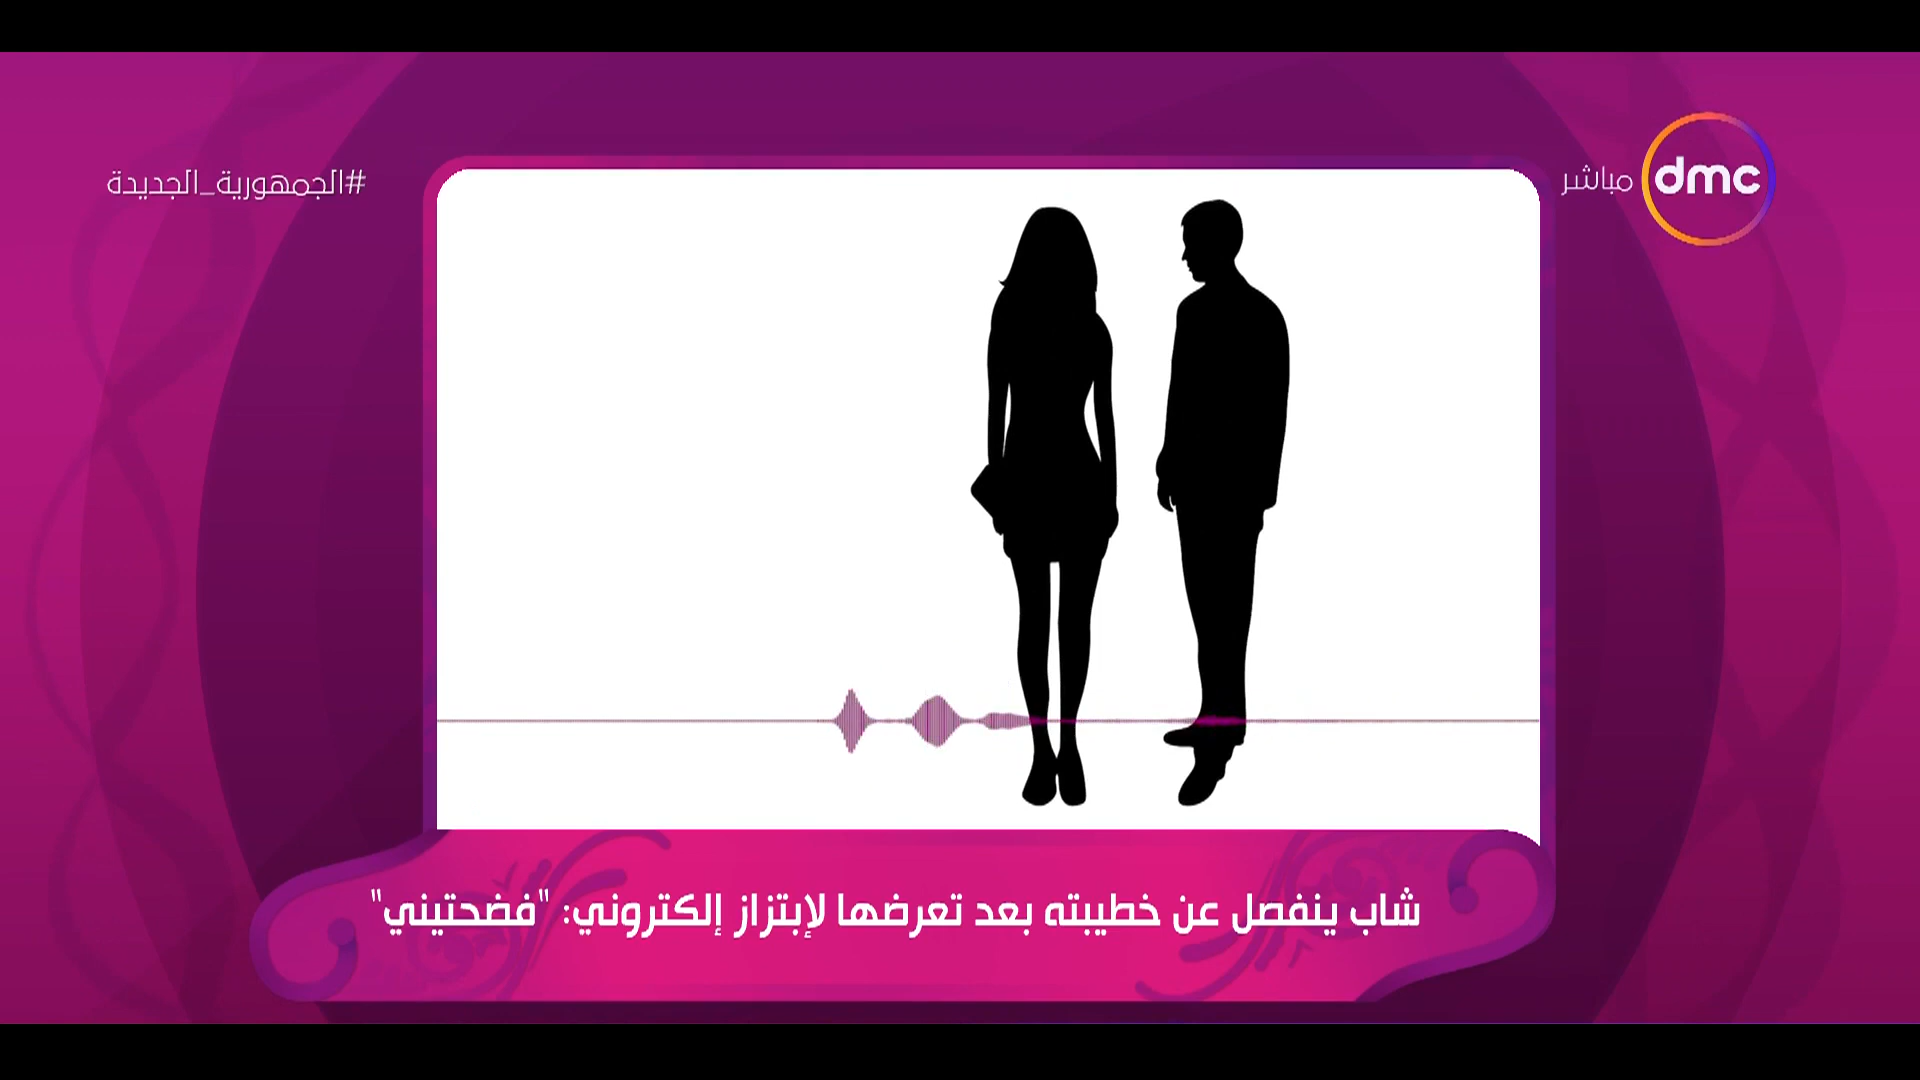 dmc
مباشر
#الجمهورية_الجديدة
شاب ينفصل عن خطيبته بعد تعرضها لإبتزاز إلكتروني: "فضحتيني"